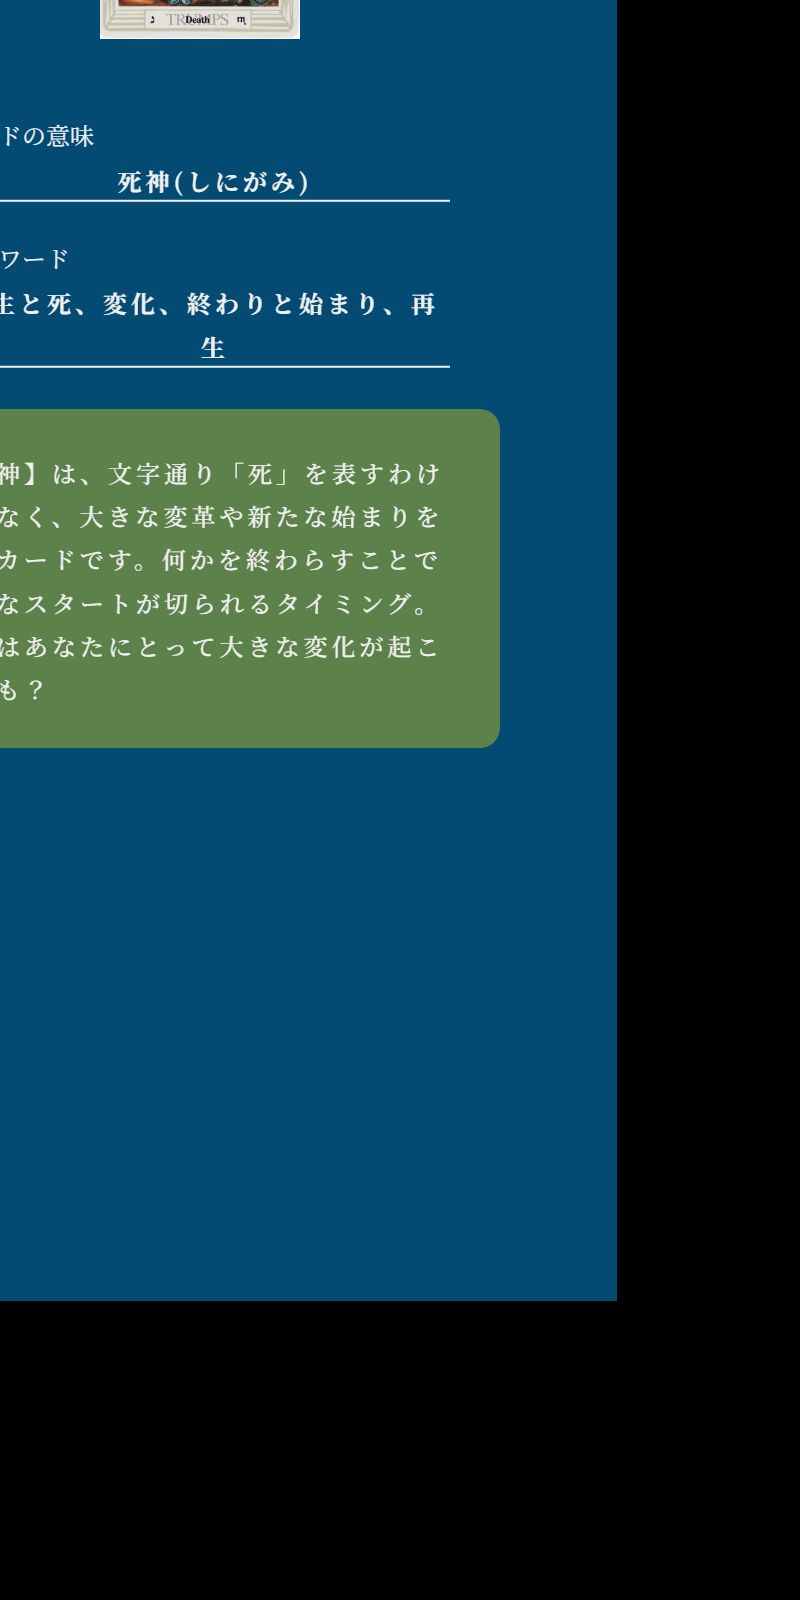 TRUMPS
Death
ドの意味
死神(しにがみ)
ワード
生と死、変化、終わりと始まり、再
生
神】は、文字通り「死」を表すわけ
なく、大きな変革や新たな始まりを
カードです。何かを終わらすことで
なスタートが切られるタイミング。
はあなたにとって大きな変化が起こ
も？